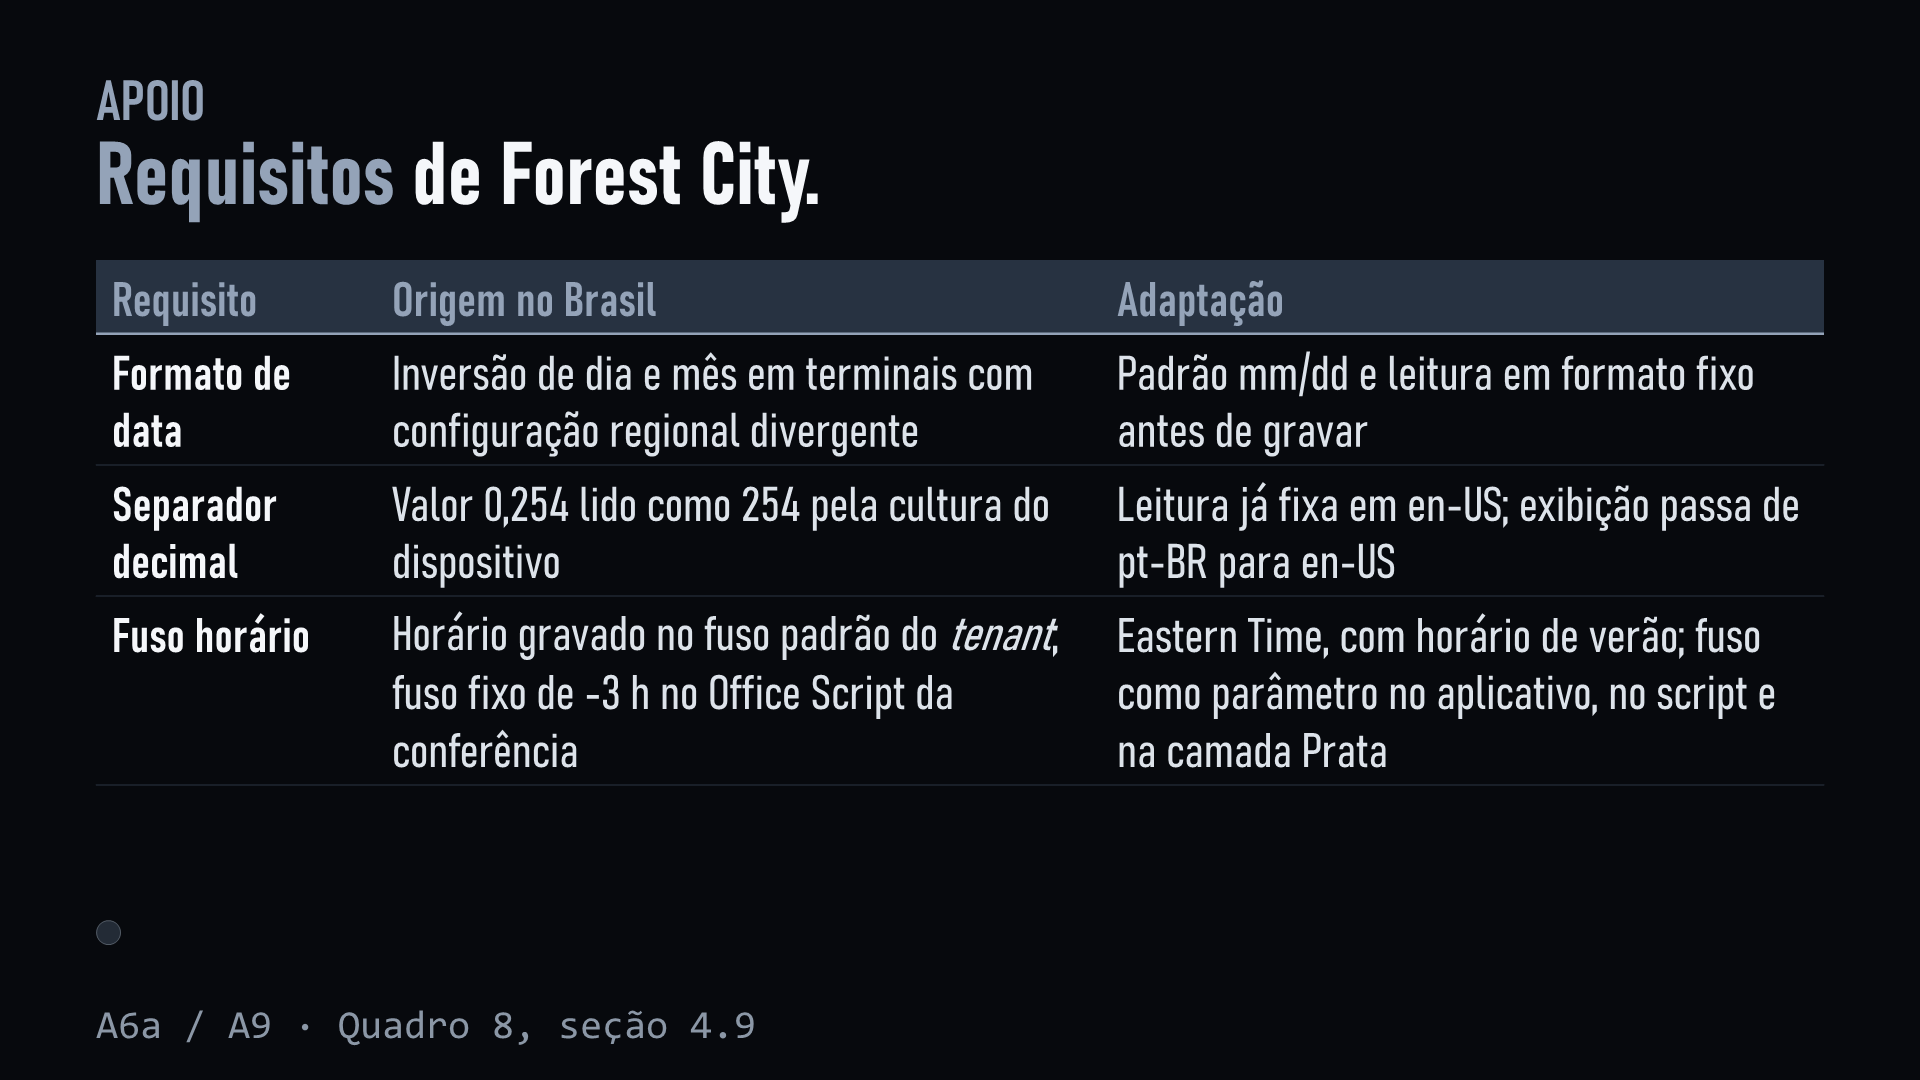 APOIO
Requisitos de Forest City.
Requisito Origem no Brasil Adaptação
Formato de data
Inversão de dia e mês em terminais com
configuração regional divergente
Padrão mm/dd e leitura em formato fixo
antes de gravar
Separador decimal
Valor 0,254 lido como 254 pela cultura do
dispositivo
Leitura já fixa em en-US; exibição passa de
pt-BR para en-US
Fuso horário
Horário gravado no fuso padrão do tenant;
fuso fixo de -3 h no Office Script da
conferência
Eastern Time, com horário de verão; fuso
como parâmetro no aplicativo, no script e
na camada Prata
A6a / A9 · Quadro 8, seção 4.9